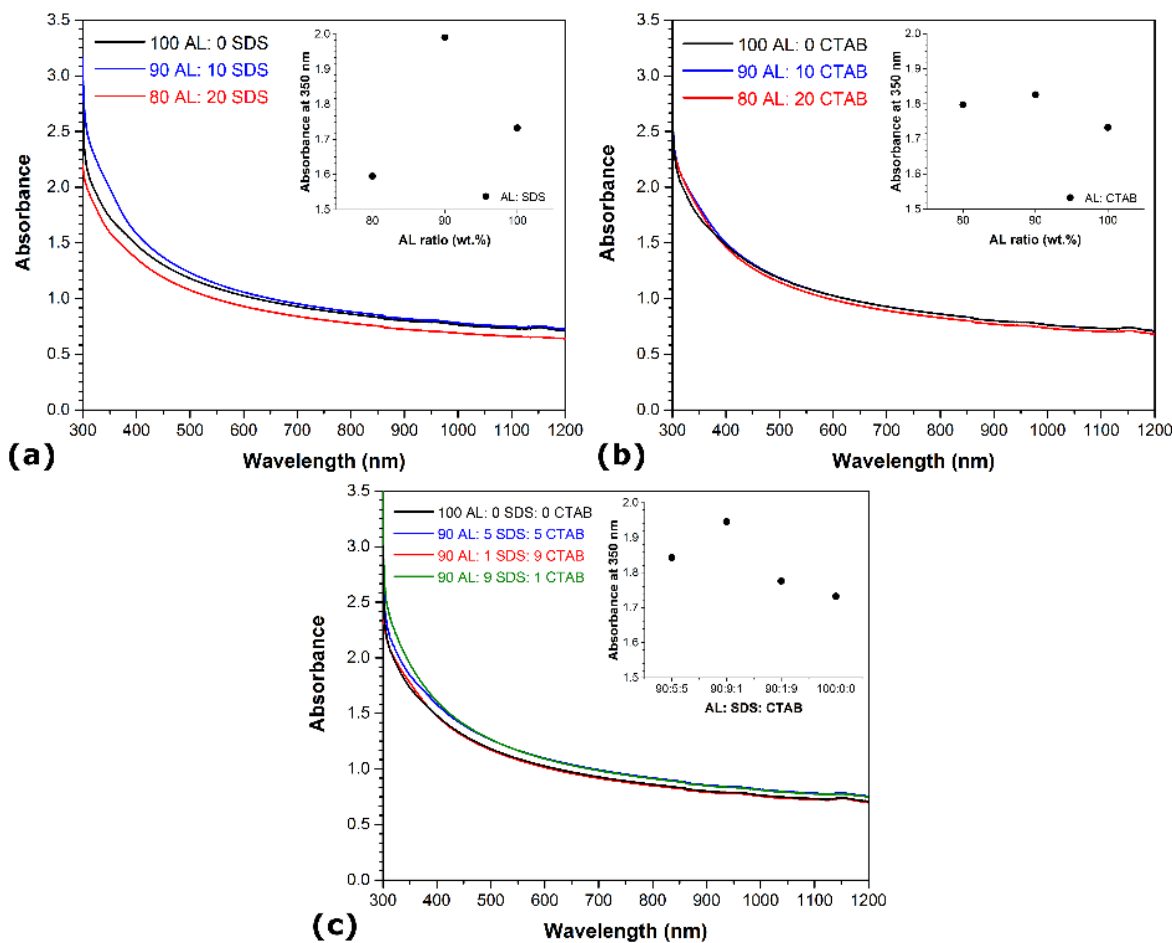 3.5
3.0
2.5
2.0
1.5
1.0
0.5
0.0
Absorbance
100 AL: 0 SDS
90 AL: 10 SDS
80 AL: 20 SDS
2.0
1.9
1.8
1.7
1.6
1.5
Absorbance at 350 nm
AL: SDS
80 90 100
AL ratio (wt.%)
300 400 500 600 700 800 900 1000 1100 1200
Wavelength (nm)
(a)
3.5
3.0
2.5
2.0
1.5
1.0
0.5
0.0
Absorbance
100 AL: 0 CTAB
90 AL: 10 CTAB
80 AL: 20 CTAB
2.0
1.9
1.8
1.7
1.6
1.5
Absorbance at 350 nm
AL: CTAB
80 90 100
AL ratio (wt.%)
300 400 500 600 700 800 900 1000 1100 1200
Wavelength (nm)
(b)
3.5
3.0
2.5
2.0
1.5
1.0
0.5
0.0
Absorbance
100 AL: 0 SDS: 0 CTAB
90 AL: 5 SDS: 5 CTAB
90 AL: 1 SDS: 9 CTAB
90 AL: 9 SDS: 1 CTAB
2.0
1.9
1.8
1.7
1.6
1.5
Absorbance at 350 nm
90:5:5 90:9:1 90:1:9 100:0:0
AL: SDS: CTAB
300 400 500 600 700 800 900 1000 1100 1200
Wavelength (nm)
(c)